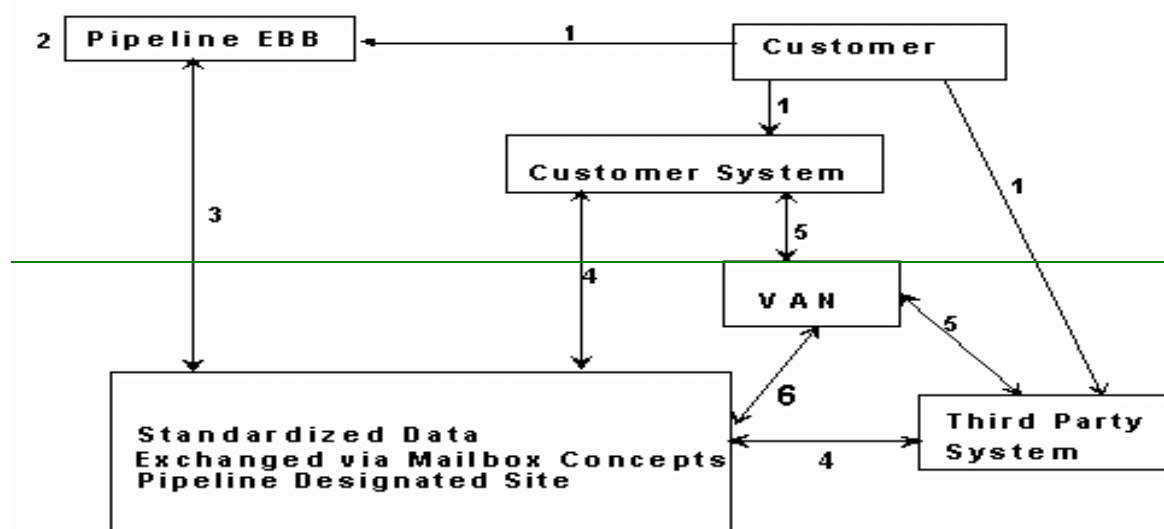 2 Pipeline EBB
1
Customer
1
Customer System
1
3
5
4
VAN
5
6
Standardized Data
Exchanged via Mailbox Concepts
Pipeline Designated Site
4
Third Party
System